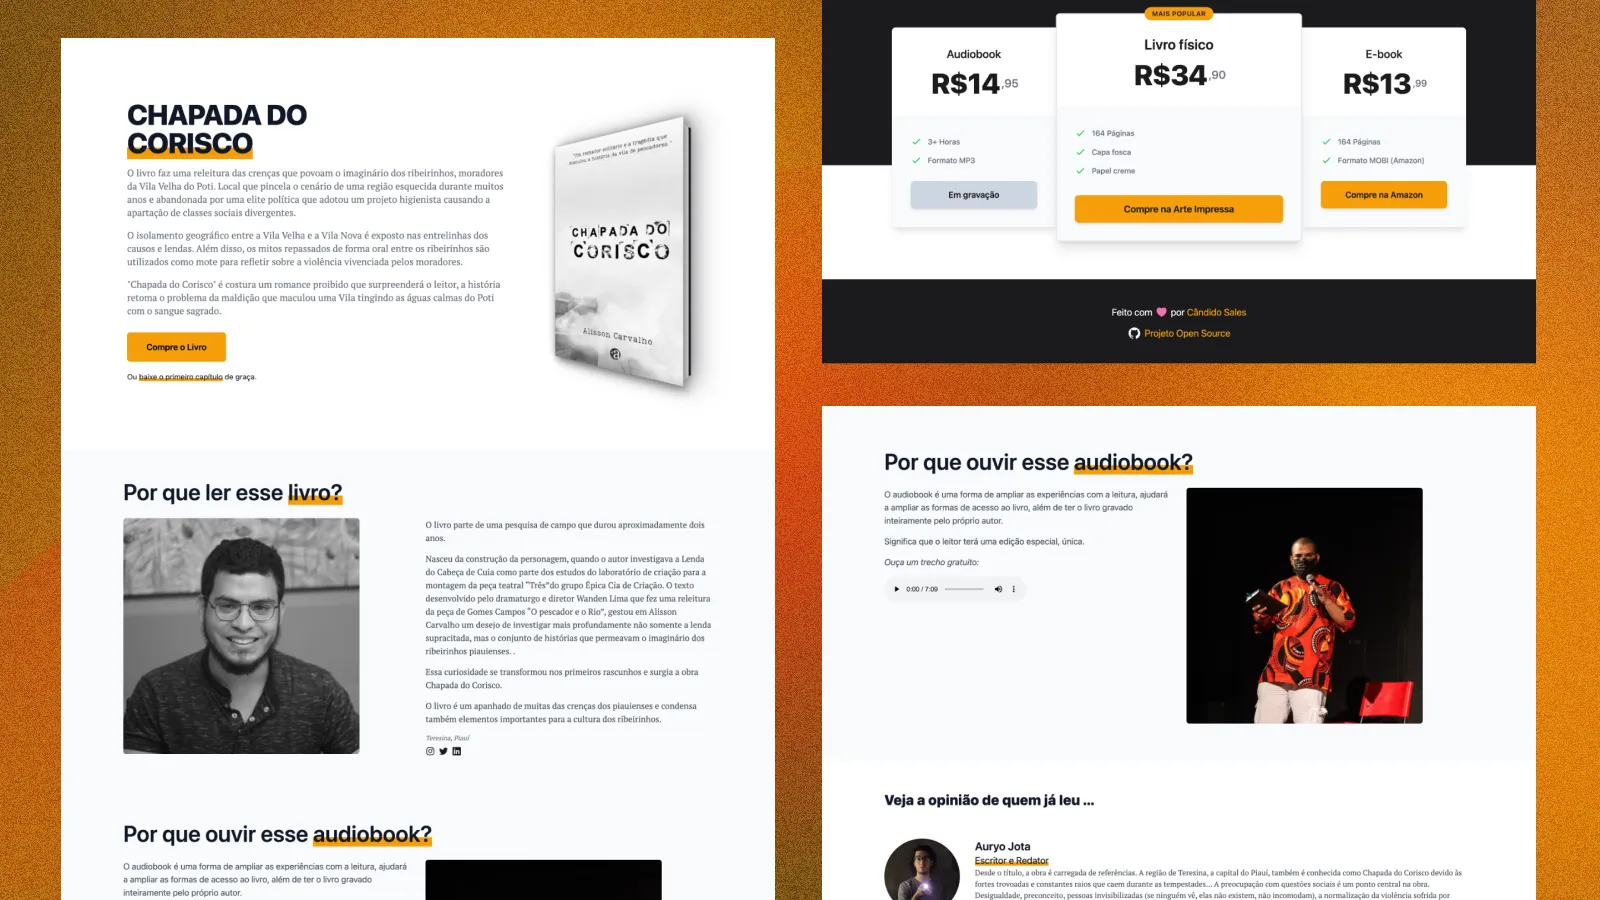 CHAPADA DO
CORISCO
O livro faz uma releitura das crenças que povoam o imaginário dos ribeirinhos, moradores
da Vila Velha do Poti. Local que pincela o cenário de uma região esquecida durante muitos
anos e abandonada por uma elite política que adotou um projeto higienista causando a
apartação de classes sociais divergentes.
O isolamento geográfico entre a Vila Velha e a Vila Nova é exposto nas entrelinhas dos
causos e lendas. Além disso, os mitos repassados de forma oral entre os ribeirinhos são
utilizados como mote para refletir sobre a violência vivenciada pelos moradores.
"Chapada do Corisco" é costura um romance proibido que surpreenderá o leitor, a história
retoma o problema da maldição que maculou uma Vila tingindo as águas calmas do Poti
com o sangue sagrado.
Compre o Livro
Ou baixe o primeiro capítulo de graça.
"Um remador solitário e a tragédia que
maculou a história da vila de pescadores."
CHAPADA DO
CORISCO
Alisson Carvalho
Por que ler esse livro?
O livro parte de uma pesquisa de campo que durou aproximadamente dois
anos.
Nasceu da construção da personagem, quando o autor investigava a Lenda
do Cabeça de Cuia como parte dos estudos do laboratório de criação para a
montagem da peça teatral “Três”do grupo Épica Cia de Criação. O texto
desenvolvido pelo dramaturgo e diretor Wanden Lima que fez uma releitura
da peça de Gomes Campos “O pescador e o Rio”, gestou em Alisson
Carvalho um desejo de investigar mais profundamente não somente a lenda
supracitada, mas o conjunto de histórias que permeavam o imaginário dos
ribeirinhos piauienses. .
Essa curiosidade se transformou nos primeiros rascunhos e surgia a obra
Chapada do Corisco.
O livro é um apanhado de muitas das crenças dos piauienses e condensa
também elementos importantes para a cultura dos ribeirinhos.
Teresina, Piauí
Por que ouvir esse audiobook?
O audiobook é uma forma de ampliar as experiências com a leitura, ajudará
a ampliar as formas de acesso ao livro, além de ter o livro gravado
inteiramente pelo próprio autor.
Audiobook
R$14,95
3+ Horas
Formato MP3
Em gravação
MAIS POPULAR
Livro físico
R$34,90
164 Páginas
Capa fosca
Papel creme
Compre na Arte Impressa
E-book
R$13,99
164 Páginas
Formato MOBI (Amazon)
Compre na Amazon
Feito com por Cândido Sales
Projeto Open Source
Por que ouvir esse audiobook?
O audiobook é uma forma de ampliar as experiências com a leitura, ajudará
a ampliar as formas de acesso ao livro, além de ter o livro gravado
inteiramente pelo próprio autor.
Significa que o leitor terá uma edição especial, única.
Ouça um trecho gratuito:
0:00 / 7:09
Veja a opinião de quem já leu ...
Auryo Jota
Escritor e Redator
Desde o título, a obra é carregada de referências. A região de Teresina, a capital do Piauí, também é conhecida como Chapada do Corisco devido às
fortes trovoadas e constantes raios que caem durante as tempestades... A preocupação com questões sociais é um ponto central na obra.
Desigualdade, preconceito, pessoas invisibilizadas (se ninguém vê, elas não existem, não incomodam), a normalização da violência sofrida por